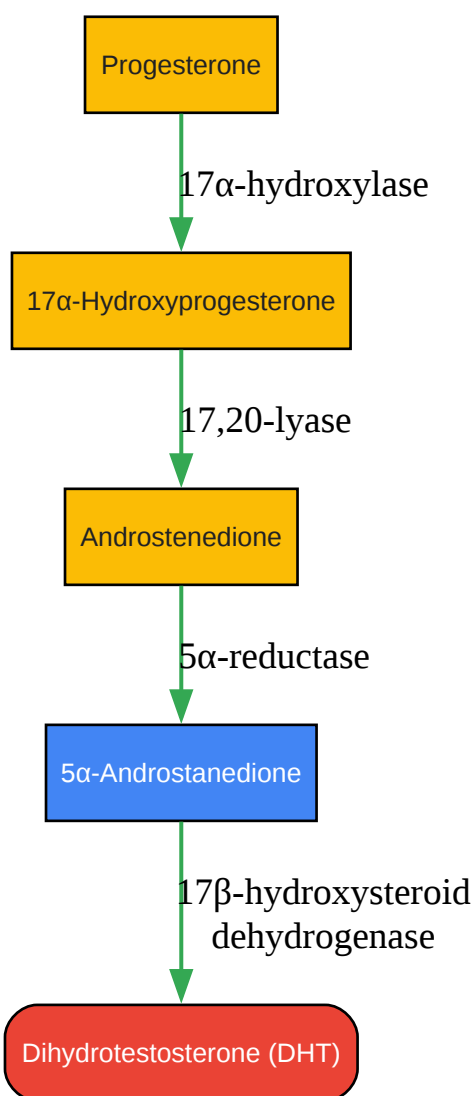 Progesterone
17α-hydroxylase
17α-Hydroxyprogesterone
17,20-lyase
Androstenedione
5α-reductase
5α-Androstanedione
17β-hydroxysteroid
dehydrogenase
Dihydrotestosterone (DHT)